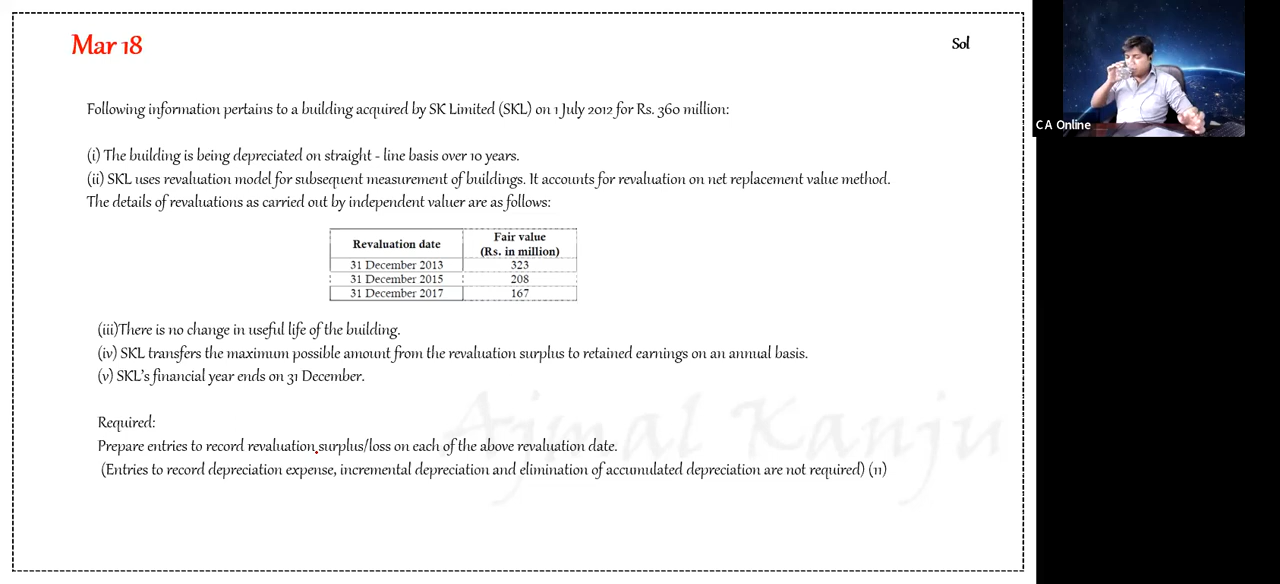 Mar 18
Sol
Following information pertains to a building acquired by SK Limited (SKL) on 1 July 2012 for Rs. 360 million:
(i) The building is being depreciated on straight - line basis over 10 years.
(ii) SKL uses revaluation model for subsequent measurement of buildings. It accounts for revaluation on net replacement value method.
The details of revaluations as carried out by independent valuer are as follows:
Revaluation date Fair value
(Rs. in million)
31 December 2013 323
31 December 2015 208
31 December 2017 167
(iii)There is no change in useful life of the building.
(iv) SKL transfers the maximum possible amount from the revaluation surplus to retained earnings on an annual basis.
(v) SKL's financial year ends on 31 December.
Required:
Prepare entries to record revaluation surplus/loss on each of the above revaluation date.
(Entries to record depreciation expense, incremental depreciation and elimination of accumulated depreciation are not required) (11)
Ajmal Kanju
CA Online